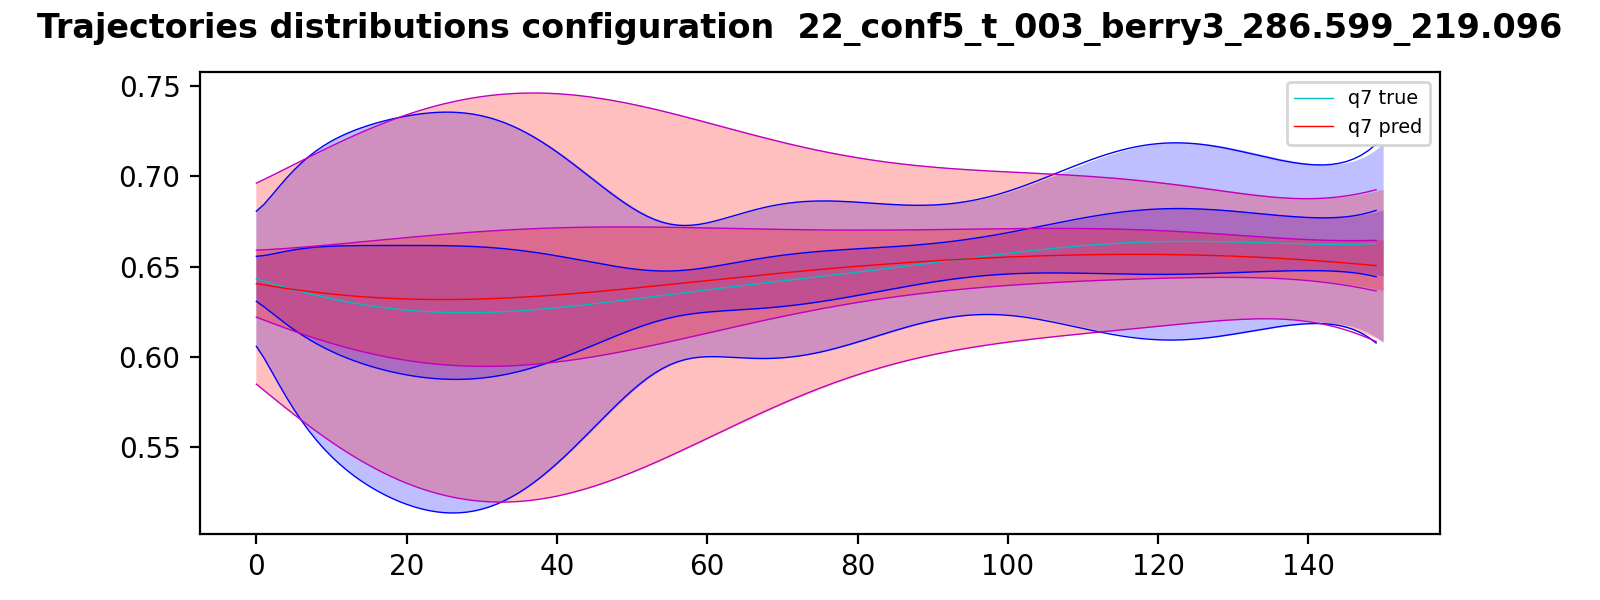 Trajectories distributions configuration  22_conf5_t_003_berry3_286.599_219.096
0.75
0.70
0.65
0.60
0.55
q7 true
q7 pred
0 20 40 60 80 100 120 140